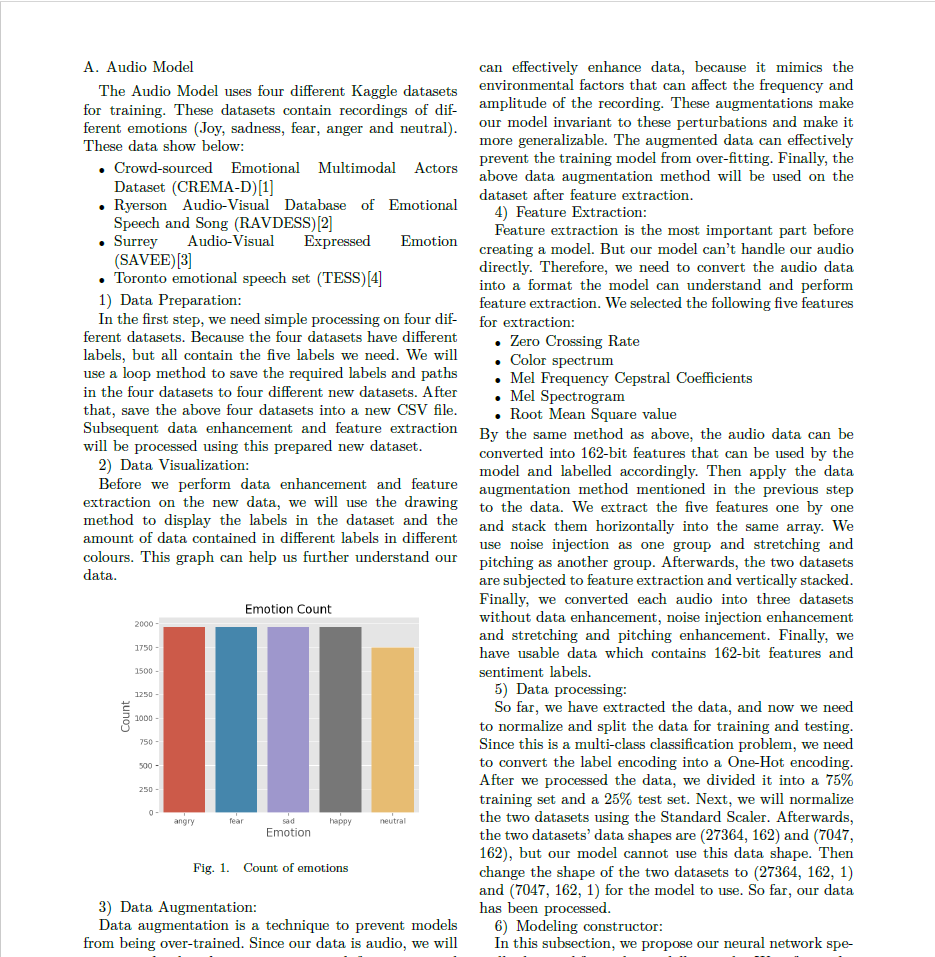 A. Audio Model
The Audio Model uses four different Kaggle datasets
for training. These datasets contain recordings of dif-
ferent emotions (Joy, sadness, fear, anger and neutral).
These data show below:
• Crowd-sourced Emotional Multimodal Actors
Dataset (CREMA-D)[1]
• Ryerson Audio-Visual Database of Emotional
Speech and Song (RAVDESS)[2]
• Surrey Audio-Visual Expressed Emotion
(SAVEE)[3]
• Toronto emotional speech set (TESS)[4]
1) Data Preparation:
In the first step, we need simple processing on four dif-
ferent datasets. Because the four datasets have different
labels, but all contain the five labels we need. We will
use a loop method to save the required labels and paths
in the four datasets to four different new datasets. After
that, save the above four datasets into a new CSV file.
Subsequent data enhancement and feature extraction
will be processed using this prepared new dataset.
2) Data Visualization:
Before we perform data enhancement and feature
extraction on the new data, we will use the drawing
method to display the labels in the dataset and the
amount of data contained in different labels in different
colours. This graph can help us further understand our
data.
Emotion Count
2000
1750
1500
1250
1000
750
500
250
0
Count
angry fear sad happy neutral
Emotion
Fig. 1. Count of emotions
3) Data Augmentation:
Data augmentation is a technique to prevent models
from being over-trained. Since our data is audio, we will
can effectively enhance data, because it mimics the
environmental factors that can affect the frequency and
amplitude of the recording. These augmentations make
our model invariant to these perturbations and make it
more generalizable. The augmented data can effectively
prevent the training model from over-fitting. Finally, the
above data augmentation method will be used on the
dataset after feature extraction.
4) Feature Extraction:
Feature extraction is the most important part before
creating a model. But our model can't handle our audio
directly. Therefore, we need to convert the audio data
into a format the model can understand and perform
feature extraction. We selected the following five features
for extraction:
• Zero Crossing Rate
• Color spectrum
• Mel Frequency Cepstral Coefficients
• Mel Spectrogram
• Root Mean Square value
By the same method as above, the audio data can be
converted into 162-bit features that can be used by the
model and labelled accordingly. Then apply the data
augmentation method mentioned in the previous step
to the data. We extract the five features one by one
and stack them horizontally into the same array. We
use noise injection as one group and stretching and
pitching as another group. Afterwards, the two datasets
are subjected to feature extraction and vertically stacked.
Finally, we converted each audio into three datasets
without data enhancement, noise injection enhancement
and stretching and pitching enhancement. Finally, we
have usable data which contains 162-bit features and
sentiment labels.
5) Data processing:
So far, we have extracted the data, and now we need
to normalize and split the data for training and testing.
Since this is a multi-class classification problem, we need
to convert the label encoding into a One-Hot encoding.
After we processed the data, we divided it into a 75%
training set and a 25% test set. Next, we will normalize
the two datasets using the Standard Scaler. Afterwards,
the two datasets' data shapes are (27364, 162) and (7047,
162), but our model cannot use this data shape. Then
change the shape of the two datasets to (27364, 162, 1)
and (7047, 162, 1) for the model to use. So far, our data
has been processed.
6) Modeling constructor:
In this subsection, we propose our neural network spe-